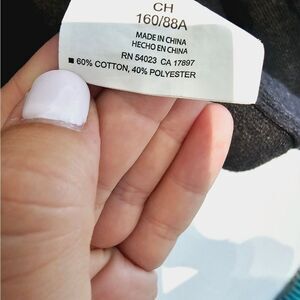 CH
160/88A
MADE IN CHINA
HECHO EN CHINA
RN 54023 CA 17897
60% COTTON, 40% POLYESTER